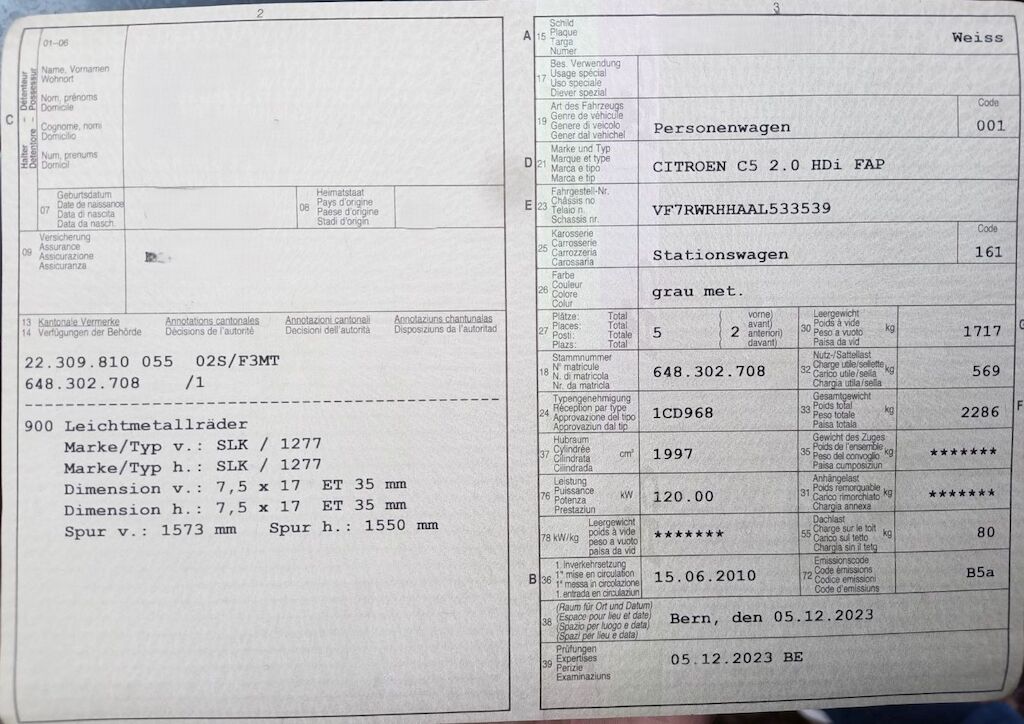 2
01–06
Name, Vornamen
Wohnort
Nom, prénoms
Domicile
Cognome, nomi
Domicilio
Num, prenums
Domicil
C
Halter - Détenteur
Detentore - Possessur
07
Geburtsdatum
Date de naissance
Data di nascita
Data da nasch.
08
Heimatstaat
Pays d'origine
Paese d'origine
Stadi d'origin
09
Versicherung
Assurance
Assicurazione
Assicuranza
13 Kantonale Vermerke Annotations cantonales Annotazioni cantonali Annotaziuns chantunalas
14 Verfügungen der Behörde Décisions de l'autorité Decisioni dell'autorità Disposiziuns da l'autoritad
22.309.810 055 02S/F3MT
648.302.708 /1
900 Leichtmetallräder
Marke/Typ v.: SLK / 1277
Marke/Typ h.: SLK / 1277
Dimension v.: 7,5 x 17 ET 35 mm
Dimension h.: 7,5 x 17 ET 35 mm
Spur v.: 1573 mm Spur h.: 1550 mm
3
A 15
Schild
Plaque
Targa
Numer
Weiss
17
Bes. Verwendung
Usage spécial
Uso speciale
Diever spezial
19
Art des Fahrzeugs
Genre de véhicule
Genere di veicolo
Gener dal vehichel
Personenwagen
Code
001
D 21
Marke und Typ
Marque et type
Marca e tipo
Marca e tip
CITROEN C5 2.0 HDi FAP
E 23
Fahrgestell-Nr.
Châssis no
Telaio n.
Schassis nr.
VF7RWRHHAAL533539
25
Karosserie
Carrosserie
Carrozzeria
Carossaria
Stationswagen
Code
161
26
Farbe
Couleur
Colore
Colur
grau met.
27
Plätze: Total
Places: Total
Posti: Totale
Plazs: Total
5
( vorne)
( avant)
( anteriori)
( davant)
2
30
Leergewicht
Poids à vide
Peso a vuoto
Paisa da vid
kg
1717
G
18
Stammnummer
N° matricule
N. di matricola
Nr. da matricla
648.302.708
32
Nutz-/Sattellast
Charge utile/sellette
Carico utile/sella
Chargia utila/sella
kg
569
24
Typengenehmigung
Réception par type
Approvazione del tipo
Approvaziun dal tip
1CD968
33
Gesamtgewicht
Poids total
Peso totale
Paisa totala
kg
2286
F
37
Hubraum
Cylindrée
Cilindrata
Cilindrada
cm³
1997
35
Gewicht des Zuges
Poids de l'ensemble
Peso del convoglio
Paisa cumposiziun
kg
*******
76
Leistung
Puissance
Potenza
Prestaziun
kW
120.00
31
Anhängelast
Poids remorquable
Carico rimorchiato
Chargia annexa
kg
*******
78 kW/kg
Leergewicht
poids à vide
peso a vuoto
paisa da vid
*******
55
Dachlast
Charge sur le toit
Carico sul tetto
Chargia sin il tetg
kg
80
B 36
1. Inverkehrsetzung
1re mise en circulation
1a messa in circolazione
1. entrada en circulaziun
15.06.2010
72
Emissionscode
Code émissions
Codice emissioni
Code d'emissiuns
B5a
38
(Raum für Ort und Datum)
(Espace pour lieu et date)
(Spazio per luogo e data)
(Spazi per lieu e data)
Bern, den 05.12.2023
39
Prüfungen
Expertises
Perizie
Examinaziuns
05.12.2023 BE